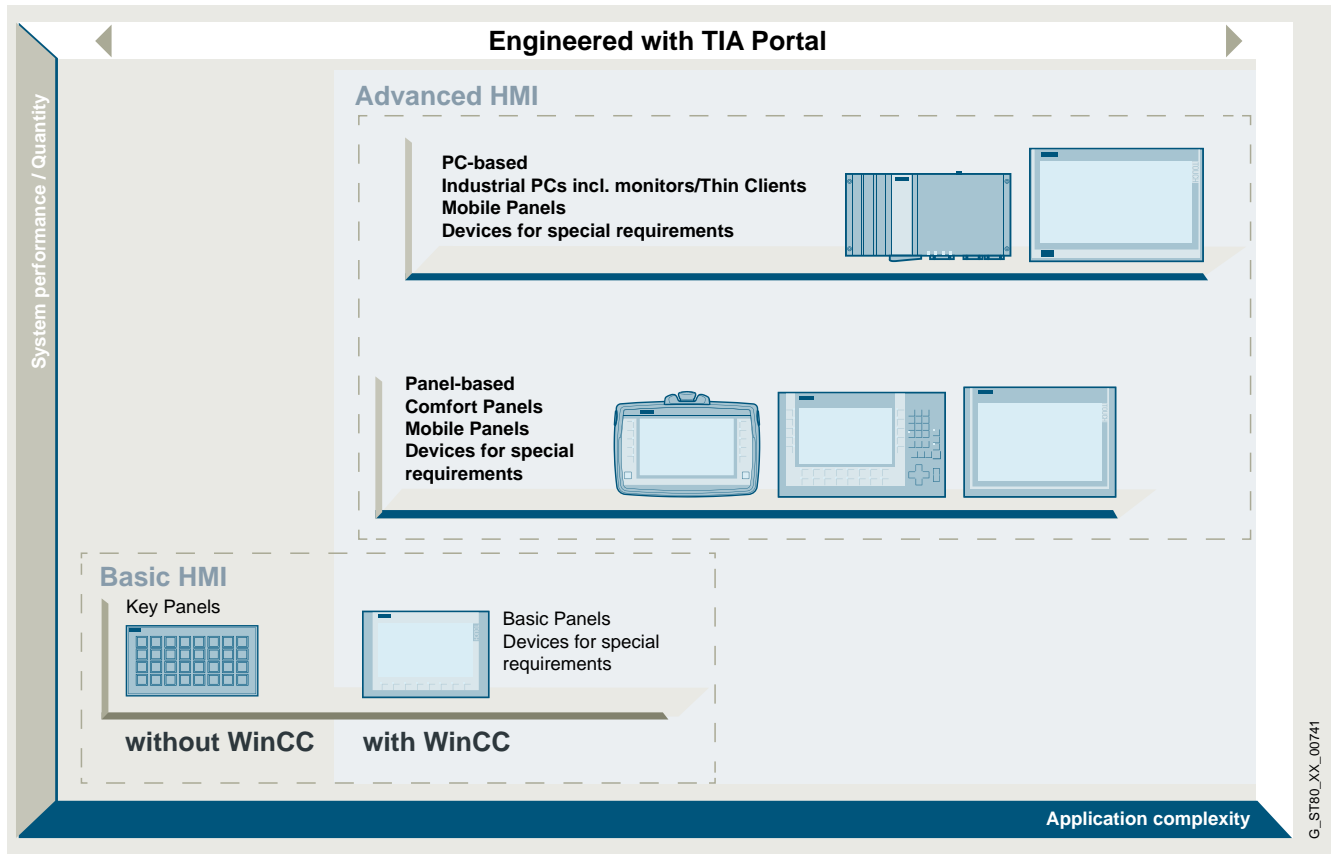 Engineered with TIA Portal
System performance / Quantity
Advanced HMI
PC-based
Industrial PCs incl. monitors/Thin Clients
Mobile Panels
Devices for special requirements
Panel-based
Comfort Panels
Mobile Panels
Devices for special
requirements
Basic HMI
Key Panels
Basic Panels
Devices for special
requirements
without WinCC
with WinCC
Application complexity
G_ST80_XX_00741